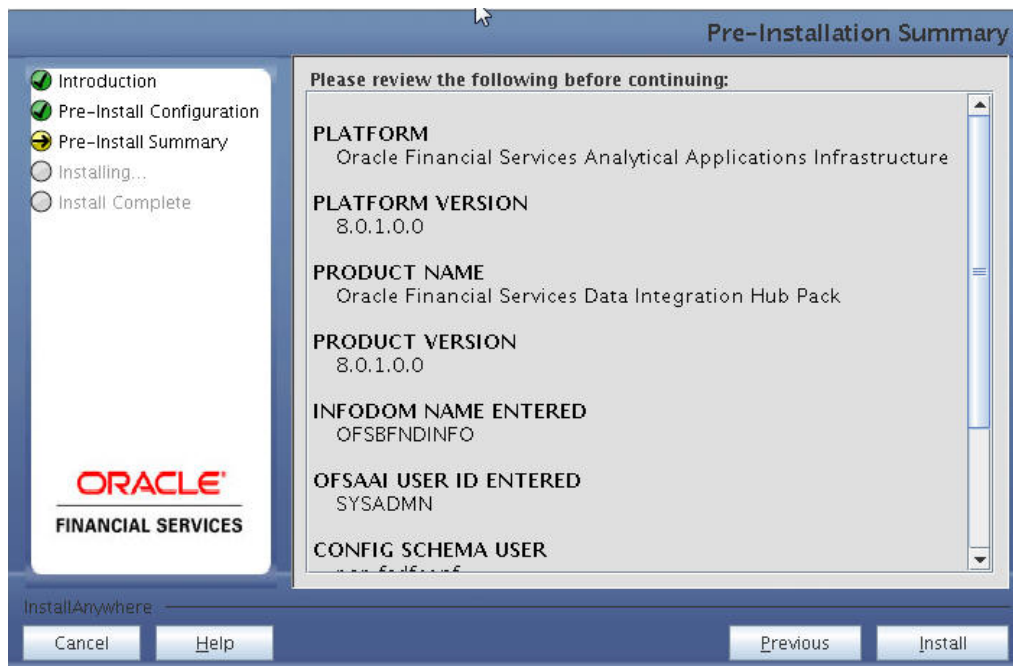 Pre-Installation Summary
Introduction
Pre-Install Configuration
Pre-Install Summary
Installing...
Install Complete
ORACLE
FINANCIAL SERVICES
Please review the following before continuing:
PLATFORM
Oracle Financial Services Analytical Applications Infrastructure
PLATFORM VERSION
8.0.1.0.0
PRODUCT NAME
Oracle Financial Services Data Integration Hub Pack
PRODUCT VERSION
8.0.1.0.0
INFODOM NAME ENTERED
OFSBFNDINFO
OFSAAI USER ID ENTERED
SYSADMN
CONFIG SCHEMA USER
InstallAnywhere
Cancel
Help
Previous
Install